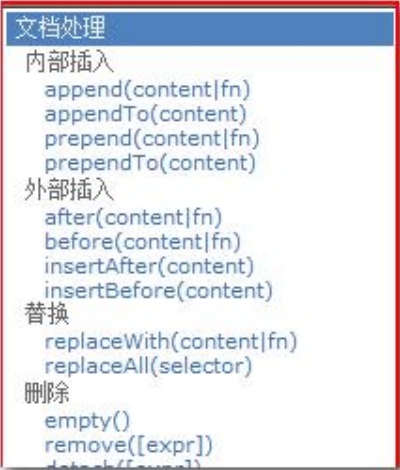 文档处理
内部插入
append(content|fn)
appendTo(content)
prepend(content|fn)
prependTo(content)
外部插入
after(content|fn)
before(content|fn)
insertAfter(content)
insertBefore(content)
替换
replaceWith(content|fn)
replaceAll(selector)
删除
empty()
remove([expr])
detach([expr])